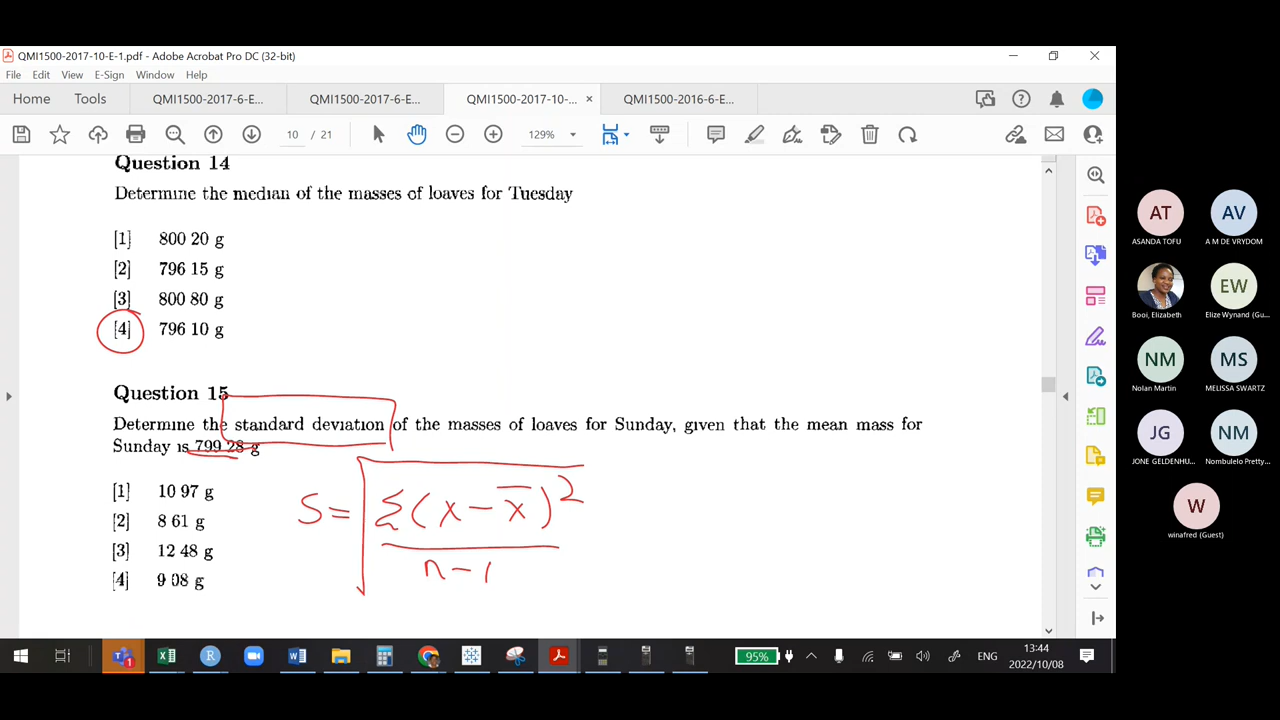 QMI1500-2017-10-E-1.pdf - Adobe Acrobat Pro DC (32-bit)
File Edit View E-Sign Window Help
Home Tools QMI1500-2017-6-E... QMI1500-2017-6-E... QMI1500-2017-10-... × QMI1500-2016-6-E...
10 / 21 129%
Question 14
Determine the median of the masses of loaves for Tuesday
[1] 800 20 g
[2] 796 15 g
[3] 800 80 g
[4] 796 10 g
Question 15
Determine the standard deviation of the masses of loaves for Sunday, given that the mean mass for
Sunday is 799 28 g
[1] 10 97 g
[2] 8 61 g
[3] 12 48 g
[4] 9 08 g
S = √ Σ(x - x̄)²
n - 1
AT AV
ASANDA TOFU A M DE VRYDOM
EW
Booi, Elizabeth Elize Wynand (Gu...
NM MS
Nolan Martin MELISSA SWARTZ
JG NM
JONE GELDENHU... Nombulelo Pretty...
W
winafred (Guest)
1 95% ENG 13:44
2022/10/08